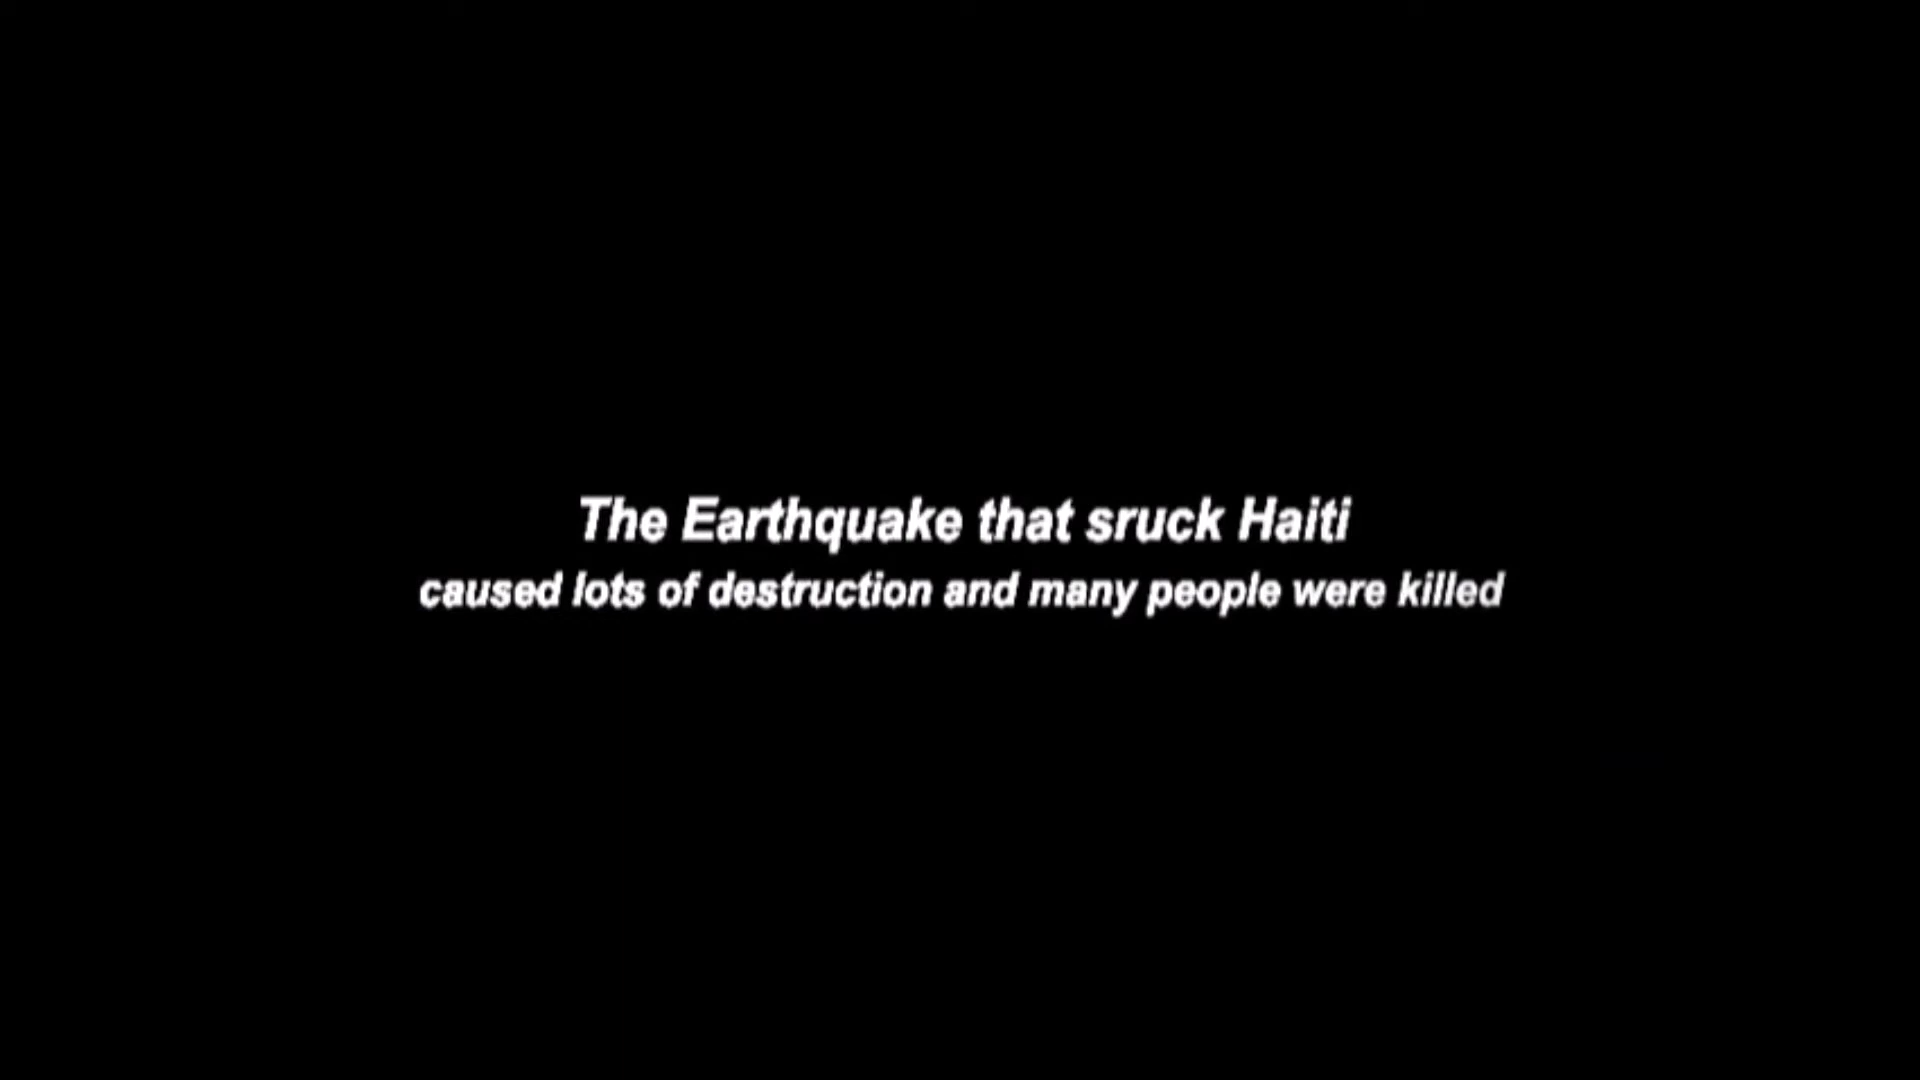 The Earthquake that sruck Haiti
caused lots of destruction and many people were killed